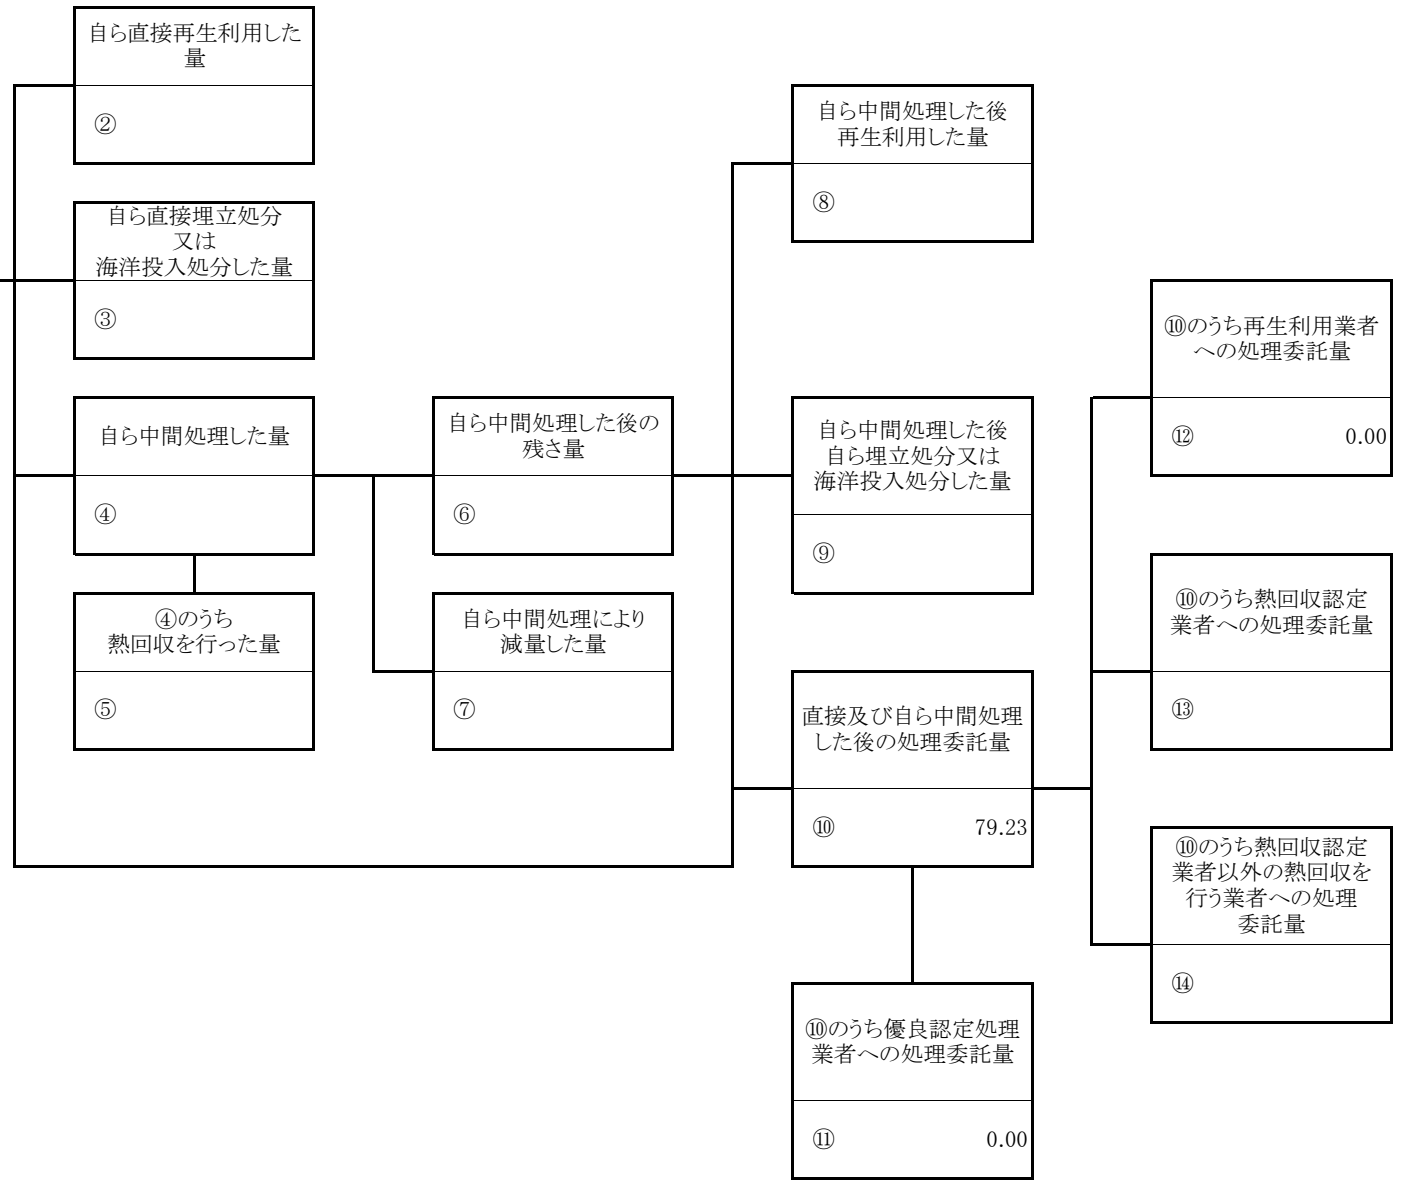 自ら直接再生利用した
量
②
自ら直接埋立処分
又は
海洋投入処分した量
③
自ら中間処理した量
④
④のうち
熱回収を行った量
⑤
自ら中間処理した後の
残さ量
⑥
自ら中間処理により
減量した量
⑦
自ら中間処理した後
再生利用した量
⑧
自ら中間処理した後
自ら埋立処分又は
海洋投入処分した量
⑨
直接及び自ら中間処理
した後の処理委託量
⑩ 79.23
⑩のうち優良認定処理
業者への処理委託量
⑪ 0.00
⑩のうち再生利用業者
への処理委託量
⑫ 0.00
⑩のうち熱回収認定
業者への処理委託量
⑬
⑩のうち熱回収認定
業者以外の熱回収を
行う業者への処理
委託量
⑭